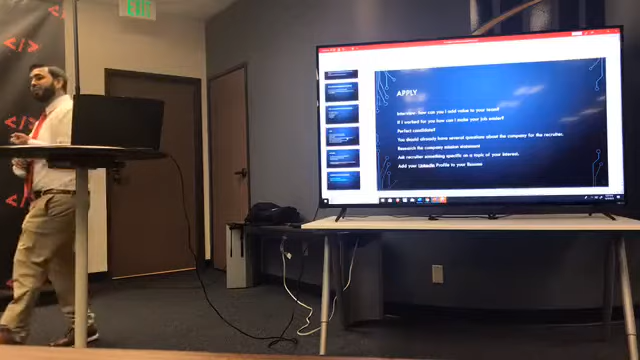 EXIT
</>
</>
</>
</>
APPLY
Interview: how can you add value to your team?
If I worked for you how can I make your job easier?
Perfect candidate?
You should already have several questions about the company for the recruiter.
Research the company mission statement
Ask recruiter something specific on a topic of your interest.
Add your LinkedIn Profile to your Resume